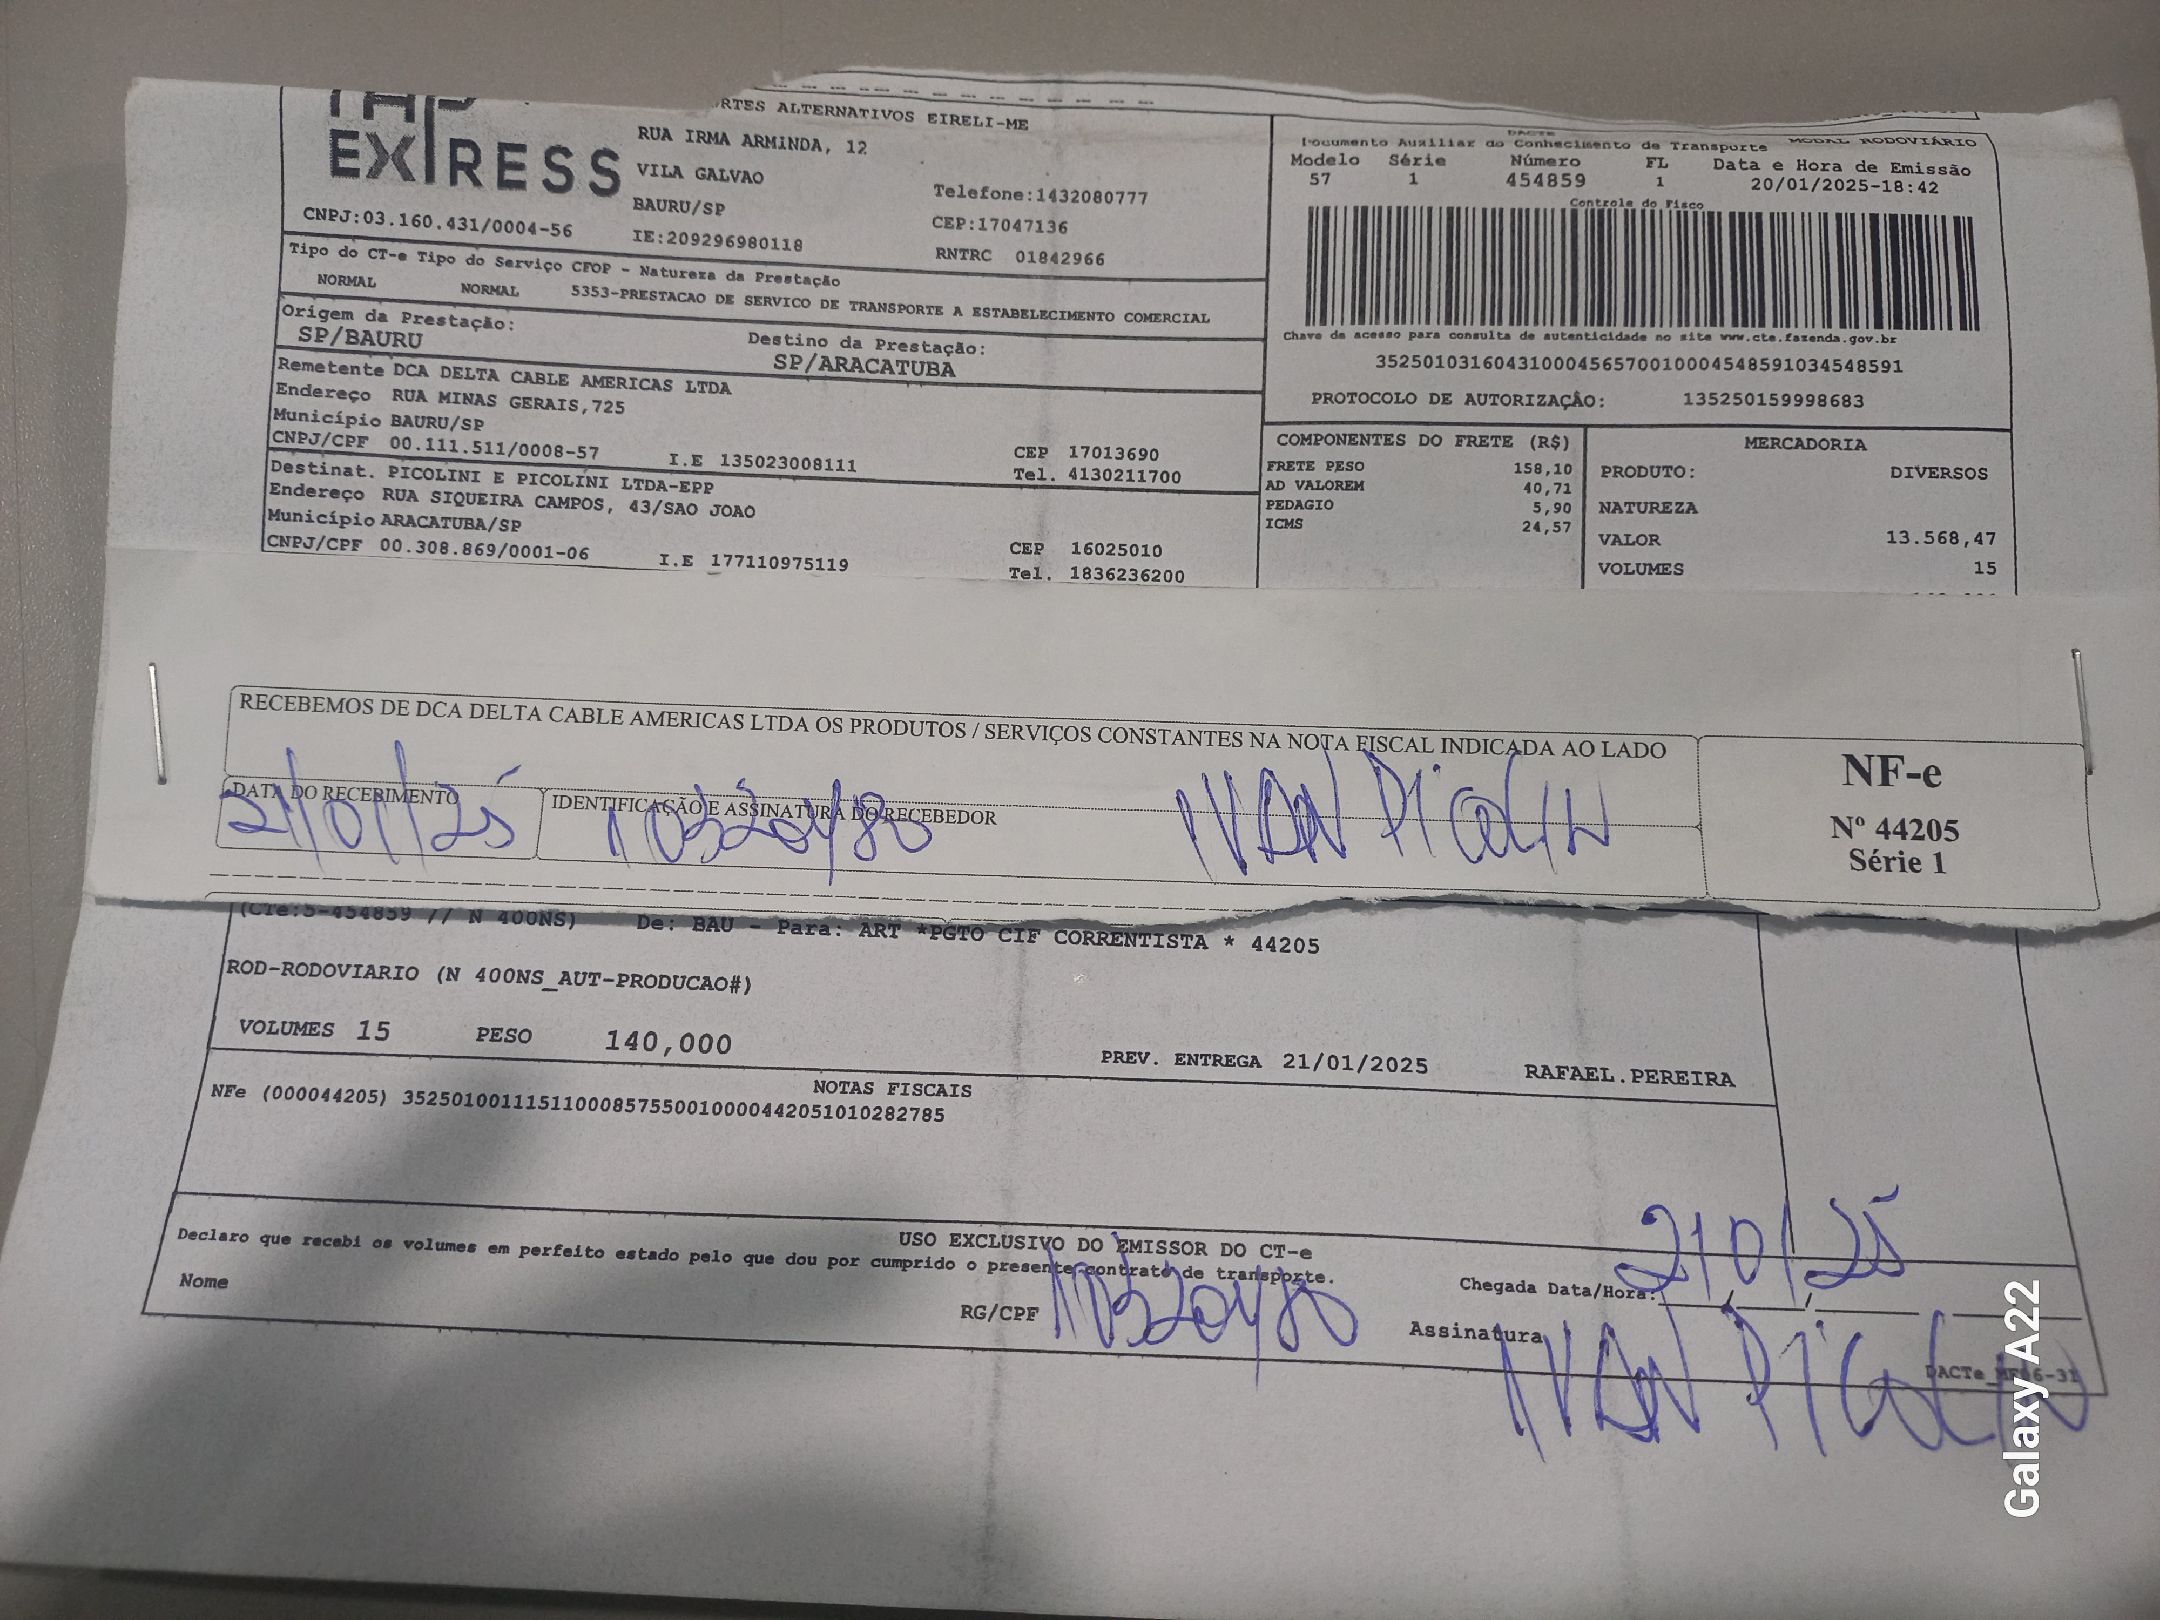 EXPRESS
RTES ALTERNATIVOS EIRELI-ME
RUA IRMA ARMINDA, 12
VILA GALVAO
BAURU/SP
Telefone:1432080777
CEP:17047136
CNPJ:03.160.431/0004-56
IE:209296980118
RNTRC 01842966
Tipo do CT-e Tipo do Serviço CFOP - Natureza da Prestação
NORMAL NORMAL 5353-PRESTACAO DE SERVICO DE TRANSPORTE A ESTABELECIMENTO COMERCIAL
Origem da Prestação:
SP/BAURU
Destino da Prestação:
SP/ARACATUBA
Remetente DCA DELTA CABLE AMERICAS LTDA
Endereço RUA MINAS GERAIS,725
Município BAURU/SP
CNPJ/CPF 00.111.511/0008-57 I.E 135023008111
CEP 17013690
Tel. 4130211700
Destinat. PICOLINI E PICOLINI LTDA-EPP
Endereço RUA SIQUEIRA CAMPOS, 43/SAO JOAO
Município ARACATUBA/SP
CNPJ/CPF 00.308.869/0001-06 I.E 177110975119
CEP 16025010
Tel. 1836236200
DACTE
Documento Auxiliar do Conhecimento de Transporte MODAL RODOVIÁRIO
Modelo Série Número FL Data e Hora de Emissão
57 1 454859 1 20/01/2025-18:42
Controle do Fisco
Chave de acesso para consulta de autenticidade no site www.cte.fazenda.gov.br
35250103160431000456570010004548591034548591
PROTOCOLO DE AUTORIZAÇÃO: 135250159998683
COMPONENTES DO FRETE (R$)
FRETE PESO 158,10
AD VALOREM 40,71
PEDAGIO 5,90
ICMS 24,57
MERCADORIA
PRODUTO: DIVERSOS
NATUREZA
VALOR 13.568,47
VOLUMES 15
RECEBEMOS DE DCA DELTA CABLE AMERICAS LTDA OS PRODUTOS / SERVIÇOS CONSTANTES NA NOTA FISCAL INDICADA AO LADO
DATA DO RECEBIMENTO
21/01/25
IDENTIFICAÇÃO E ASSINATURA DO RECEBEDOR
IVAN PICOLIN
NF-e
Nº 44205
Série 1
(CTe:5-454859 // N 400NS) De: BAU - Para: ART *PGTO CIF CORRENTISTA * 44205
ROD-RODOVIARIO (N 400NS_AUT-PRODUCAO#)
VOLUMES 15 PESO 140,000
PREV. ENTREGA 21/01/2025 RAFAEL.PEREIRA
NOTAS FISCAIS
NFe (000044205) 35250100111511000857550010000442051010282785
USO EXCLUSIVO DO EMISSOR DO CT-e
Declaro que recebi os volumes em perfeito estado pelo que dou por cumprido o presente contrato de transporte.
Nome
RG/CPF
Chegada Data/Hora:
Assinatura
IVAN PICOLIN
Galaxy A22